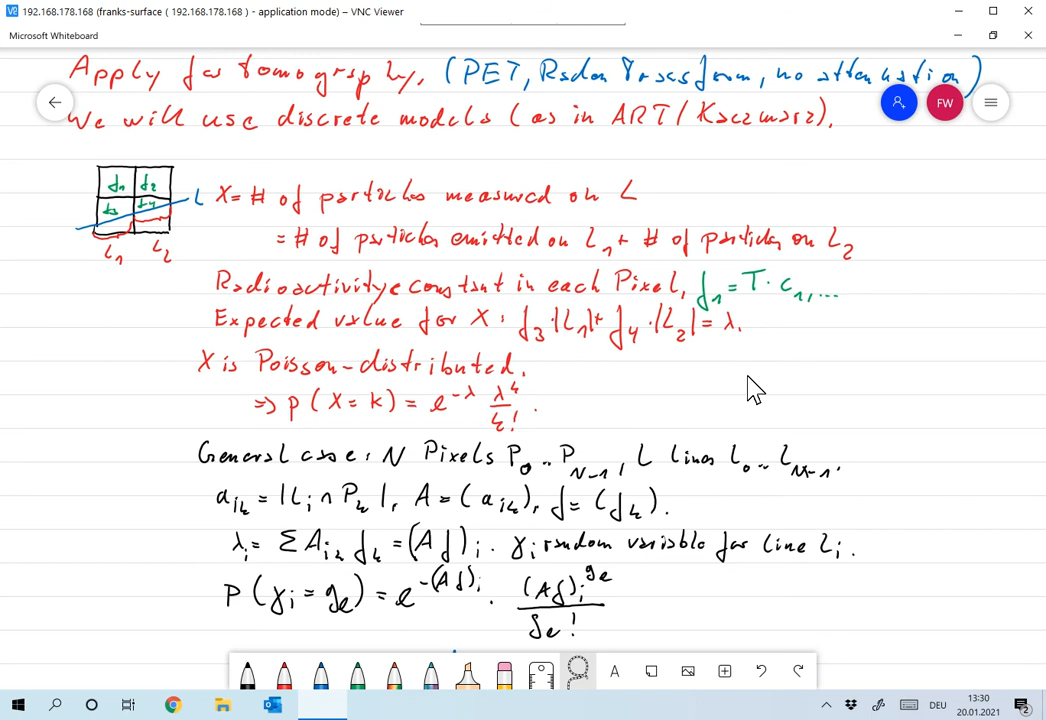 192.168.178.168 (franks-surface ( 192.168.178.168 ) - application mode) – VNC Viewer
Microsoft Whiteboard
Apply for tomography. (PET, Radon Transform, no attenuation)
We will use discrete models (as in ART/Kaczmarz).
FW
f1 f2
f3 f4
L
L1 L2
X = # of particles measured on L
= # of particles emitted on L1 + # of particles on L2
Radioactivity constant in each Pixel, f1 = T · c1, ...
Expected value for X : f3 · |L1| + f4 · |L2| = λ.
X is Poisson-distributed.
=> p ( X = k ) = e^-λ λ^k / k! .
General case: N Pixels P0 .. PN-1, L lines L0 .. LM-1.
aik = | Li ∩ Pk |, A = ( aik ), f = ( fk ).
λi = Σ Aik fk = (A f)i . γi random variable for line Li .
P ( γi = ge ) = e^-(Af)i · (Af)i^ge / ge !
A
DEU
13:30
20.01.2021
2